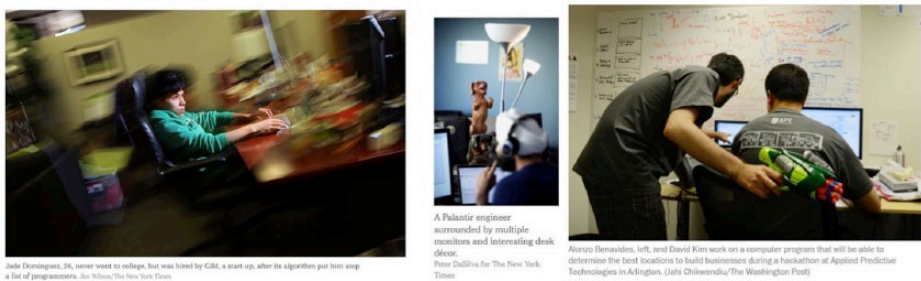 Jade Dominguez, 26, never went to college, but was hired by Gild, a start-up, after its algorithm put him atop
a list of programmers. Jim Wilson/The New York Times
A Palantir engineer
surrounded by multiple
monitors and interesting desk
décor.
Peter DaSilva for The New York
Times
APT
Alonzo Benavides, left, and David Kim work on a computer program that will be able to
determine the best locations to build businesses during a hackathon at Applied Predictive
Technologies in Arlington. (Jahi Chikwendiu/The Washington Post)